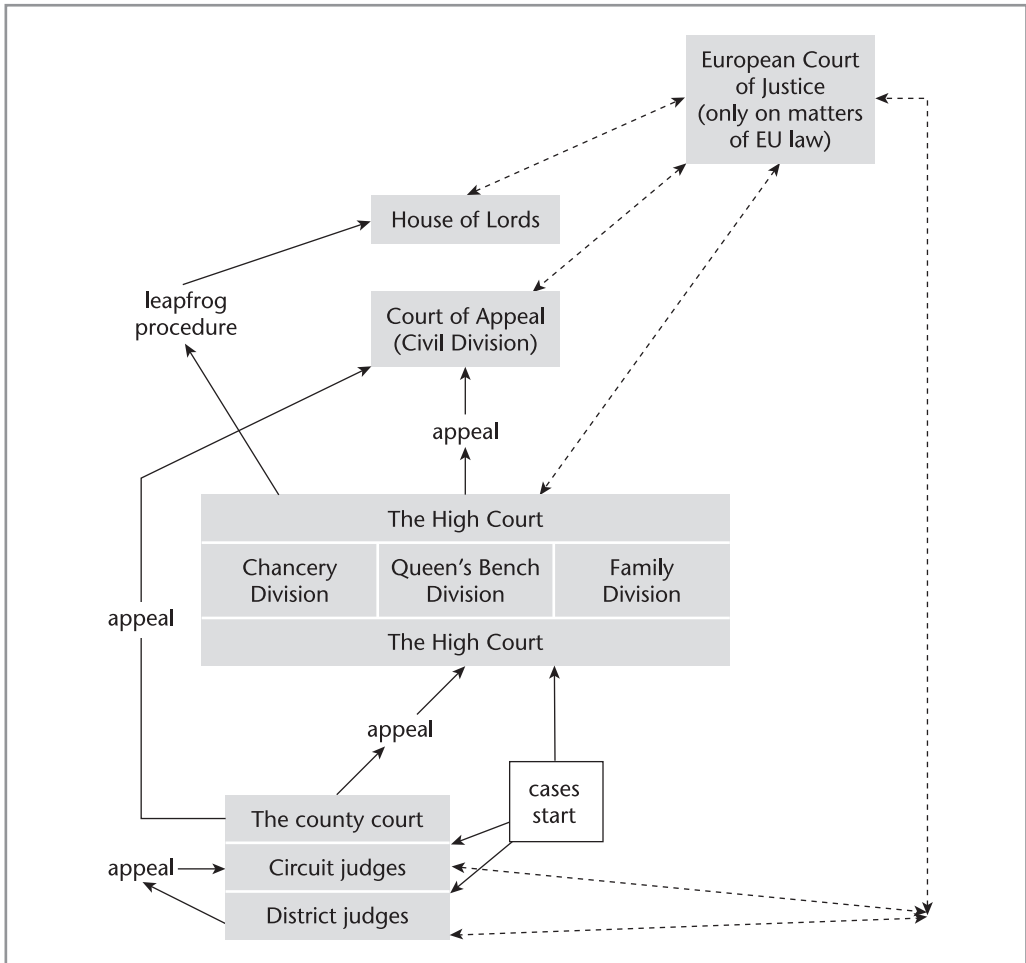 European Court
of Justice
(only on matters
of EU law)
House of Lords
leapfrog
procedure
Court of Appeal
(Civil Division)
appeal
The High Court
Chancery
Division
Queen's Bench
Division
Family
Division
appeal
The High Court
appeal
cases
start
The county court
appeal
Circuit judges
District judges